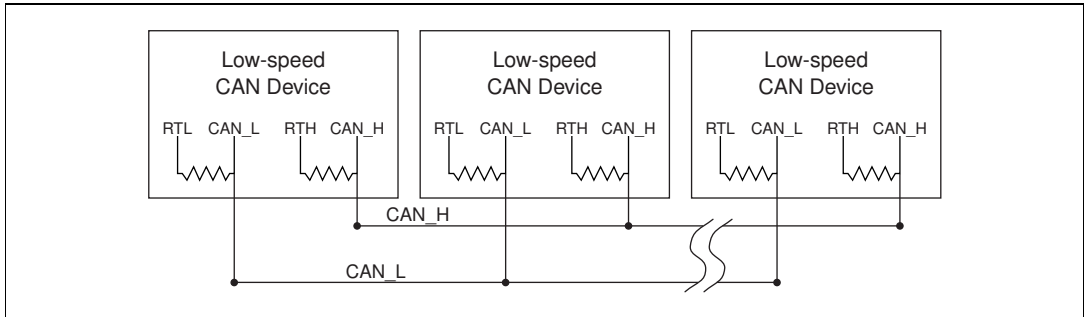 Low-speed
CAN Device
RTL CAN_L RTH CAN_H
Low-speed
CAN Device
RTL CAN_L RTH CAN_H
Low-speed
CAN Device
RTL CAN_L RTH CAN_H
CAN_H
CAN_L